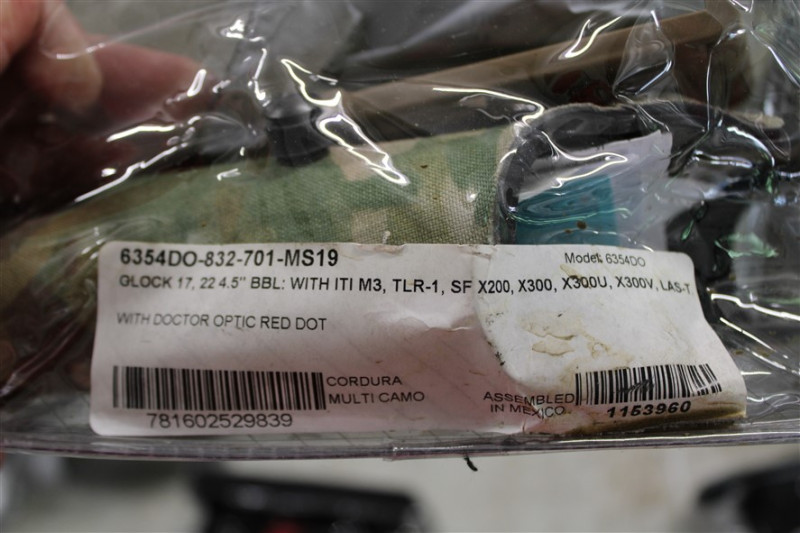 6354DO-832-701-MS19
Model: 6354DO
GLOCK 17, 22 4.5" BBL: WITH ITI M3, TLR-1, SF X200, X300, X300U, X300V, LAS-T
WITH DOCTOR OPTIC RED DOT
CORDURA
MULTI CAMO
781602529839
ASSEMBLED
IN MEXICO
1153960